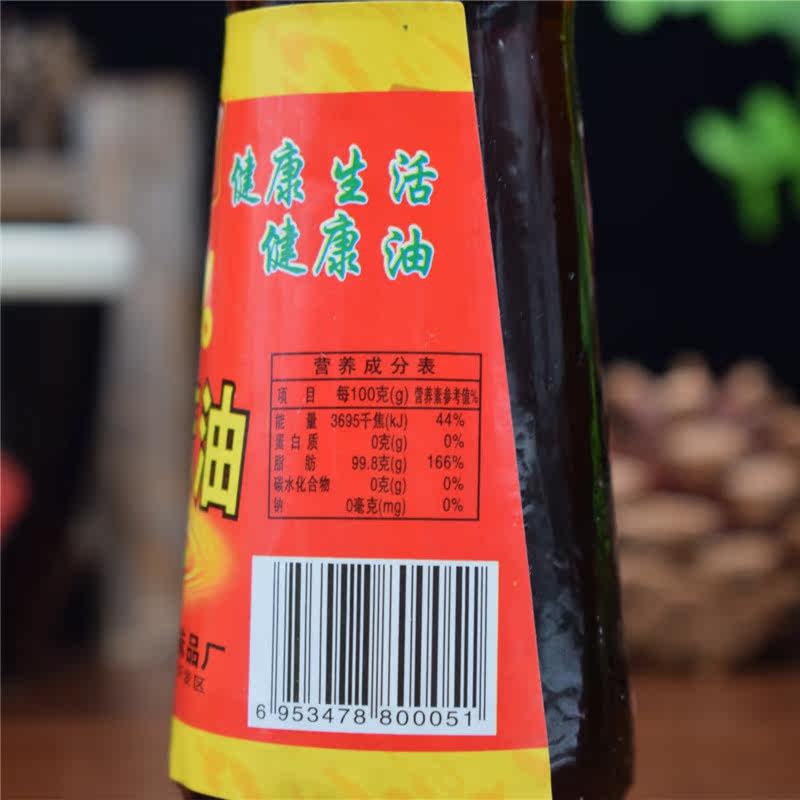 健康 生活
健康 油
营养成分表
项 目 每100克(g) 营养素参考值%
能 量 3695千焦(kJ) 44%
蛋白质 0克(g) 0%
脂 肪 99.8克(g) 166%
碳水化合物 0克(g) 0%
钠 0毫克(mg) 0%
油
品厂
区
6 953478 800051